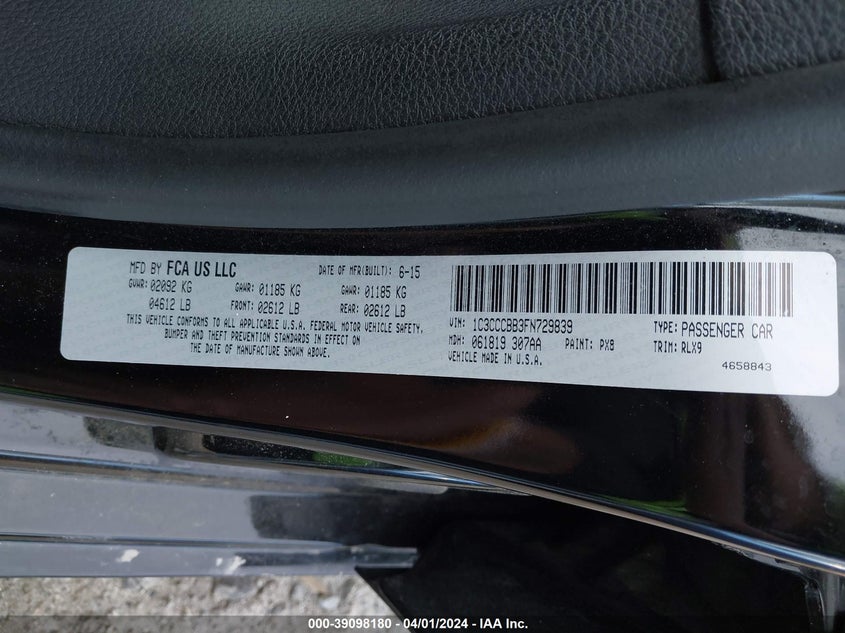 MFD BY FCA US LLC
DATE OF MFR(BUILT): 6-15
GVWR: 02092 KG GAWR: 01185 KG GAWR: 01185 KG
04612 LB FRONT: 02612 LB REAR: 02612 LB
THIS VEHICLE CONFORMS TO ALL APPLICABLE U.S.A. FEDERAL MOTOR VEHICLE SAFETY,
BUMPER AND THEFT PREVENTION STANDARDS IN EFFECT ON
THE DATE OF MANUFACTURE SHOWN ABOVE.
VIN: 1C3CCCBB3FN729839 TYPE: PASSENGER CAR
MDH: 061819 307AA PAINT: PX8 TRIM: RLX9
VEHICLE MADE IN U.S.A.
4658843
000-39098180 - 04/01/2024 - IAA Inc.